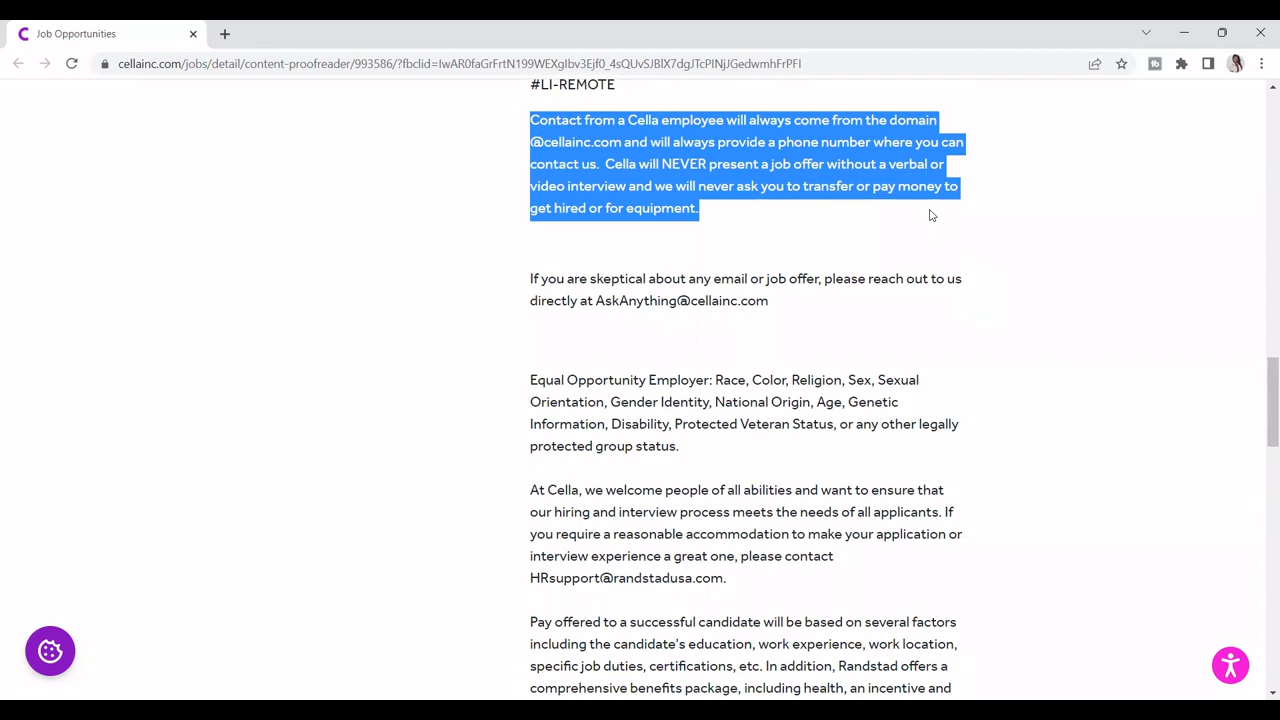 Job Opportunities
cellainc.com/jobs/detail/content-proofreader/993586/?fbclid=IwAR0faGrFrtN199WEXgIbv3Ejf0_4sQUvSJBlX7dgJTcPINjJGedwmhFrPFI
#LI-REMOTE
Contact from a Cella employee will always come from the domain
@cellainc.com and will always provide a phone number where you can
contact us.  Cella will NEVER present a job offer without a verbal or
video interview and we will never ask you to transfer or pay money to
get hired or for equipment.
If you are skeptical about any email or job offer, please reach out to us
directly at AskAnything@cellainc.com
Equal Opportunity Employer: Race, Color, Religion, Sex, Sexual
Orientation, Gender Identity, National Origin, Age, Genetic
Information, Disability, Protected Veteran Status, or any other legally
protected group status.
At Cella, we welcome people of all abilities and want to ensure that
our hiring and interview process meets the needs of all applicants. If
you require a reasonable accommodation to make your application or
interview experience a great one, please contact
HRsupport@randstadusa.com.
Pay offered to a successful candidate will be based on several factors
including the candidate's education, work experience, work location,
specific job duties, certifications, etc. In addition, Randstad offers a
comprehensive benefits package, including health, an incentive and